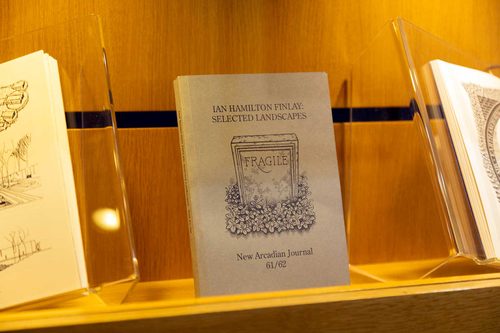 IAN HAMILTON FINLAY:
SELECTED LANDSCAPES
FRAGILE
New Arcadian Journal
61/62